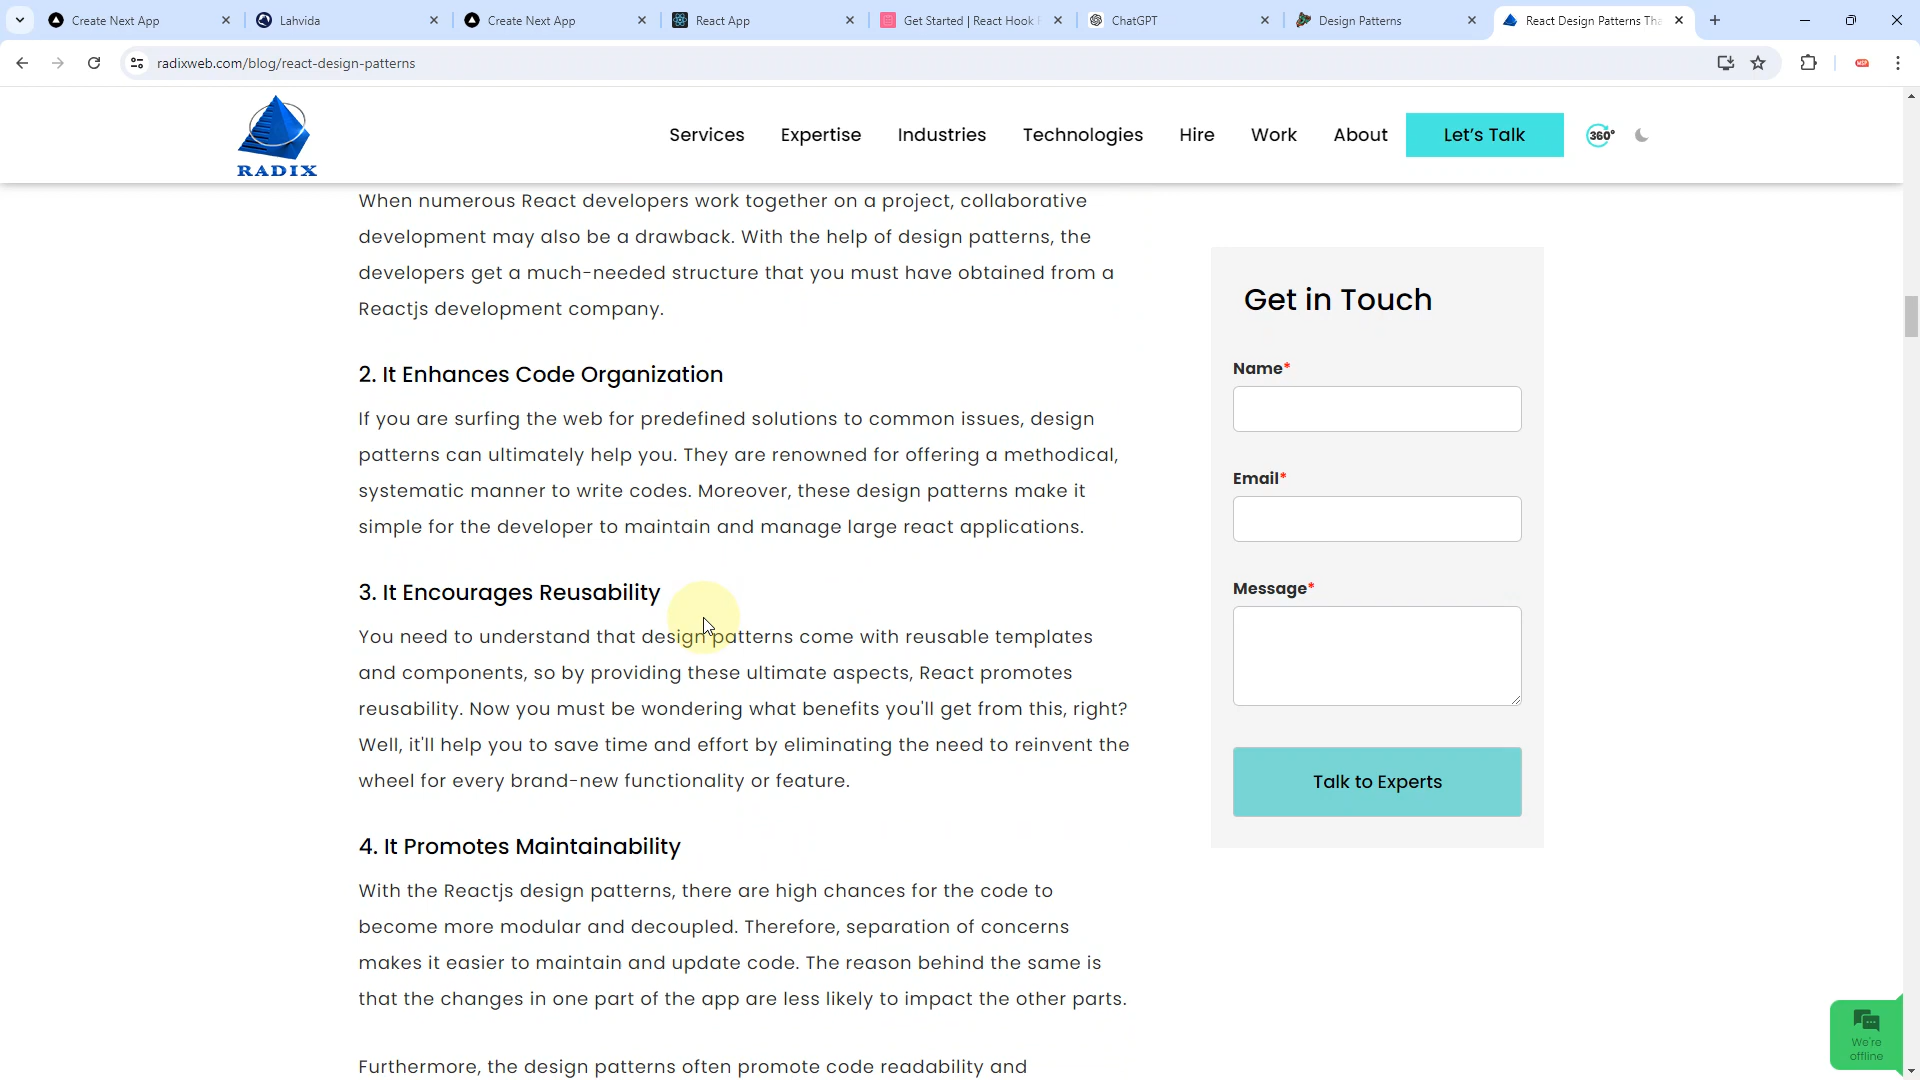 Create Next App
Lahvida
Create Next App
React App
Get Started | React Hook F
ChatGPT
Design Patterns
React Design Patterns Tha
radixweb.com/blog/react-design-patterns
WSP
RADIX
Services
Expertise
Industries
Technologies
Hire
Work
About
Let's Talk
360°
When numerous React developers work together on a project, collaborative
development may also be a drawback. With the help of design patterns, the
developers get a much-needed structure that you must have obtained from a
Reactjs development company.
2. It Enhances Code Organization
If you are surfing the web for predefined solutions to common issues, design
patterns can ultimately help you. They are renowned for offering a methodical,
systematic manner to write codes. Moreover, these design patterns make it
simple for the developer to maintain and manage large react applications.
3. It Encourages Reusability
You need to understand that design patterns come with reusable templates
and components, so by providing these ultimate aspects, React promotes
reusability. Now you must be wondering what benefits you'll get from this, right?
Well, it'll help you to save time and effort by eliminating the need to reinvent the
wheel for every brand-new functionality or feature.
4. It Promotes Maintainability
With the Reactjs design patterns, there are high chances for the code to
become more modular and decoupled. Therefore, separation of concerns
makes it easier to maintain and update code. The reason behind the same is
that the changes in one part of the app are less likely to impact the other parts.
Furthermore, the design patterns often promote code readability and
Get in Touch
Name*
Email*
Message*
Talk to Experts
We're
offline